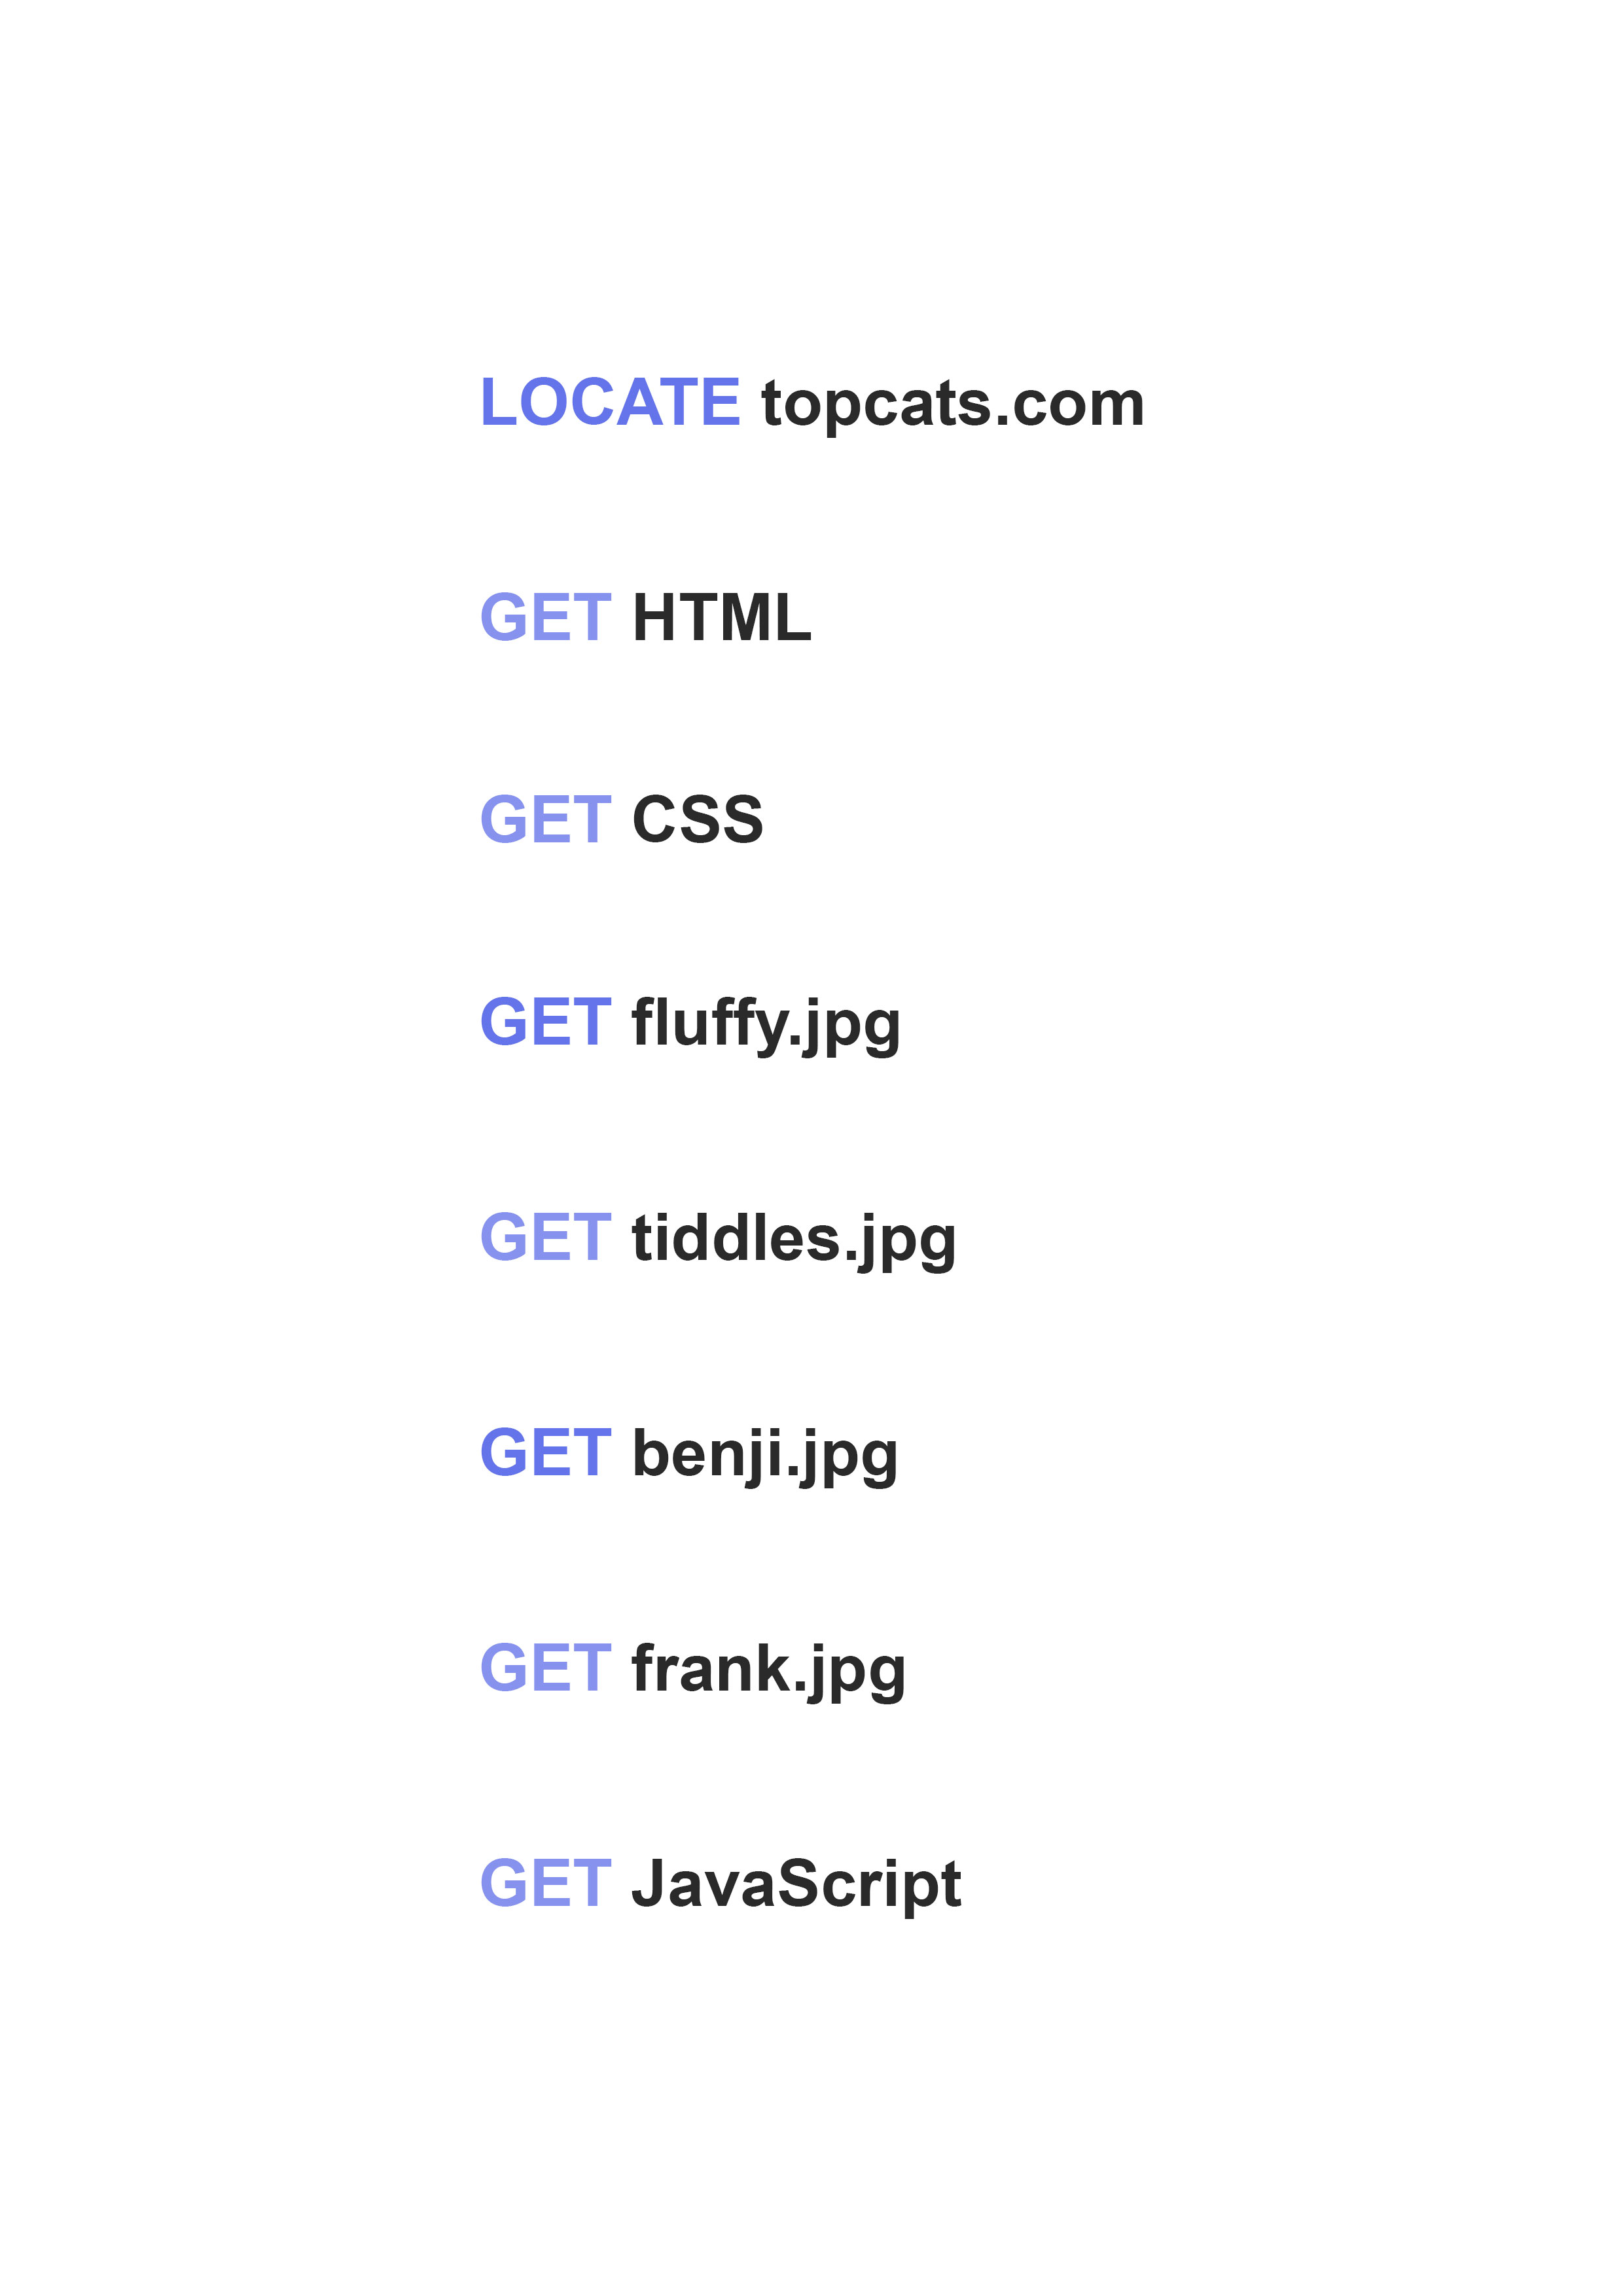 LOCATE topcats.com
GET HTML
GET CSS
GET fluffy.jpg
GET tiddles.jpg
GET benji.jpg
GET frank.jpg
GET JavaScript